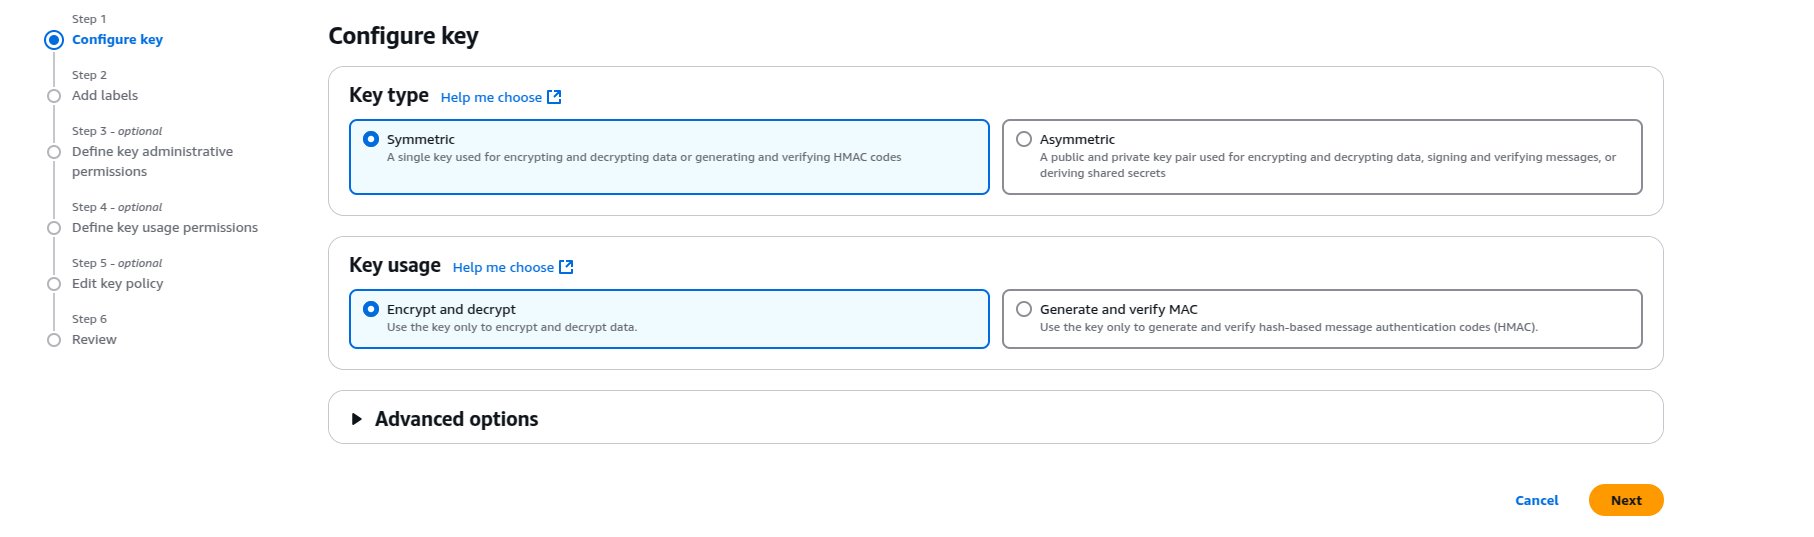 Step 1
Configure key
Step 2
Add labels
Step 3 - optional
Define key administrative
permissions
Step 4 - optional
Define key usage permissions
Step 5 - optional
Edit key policy
Step 6
Review
Configure key
Key type Help me choose
Symmetric
A single key used for encrypting and decrypting data or generating and verifying HMAC codes
Asymmetric
A public and private key pair used for encrypting and decrypting data, signing and verifying messages, or
deriving shared secrets
Key usage Help me choose
Encrypt and decrypt
Use the key only to encrypt and decrypt data.
Generate and verify MAC
Use the key only to generate and verify hash-based message authentication codes (HMAC).
Advanced options
Cancel Next